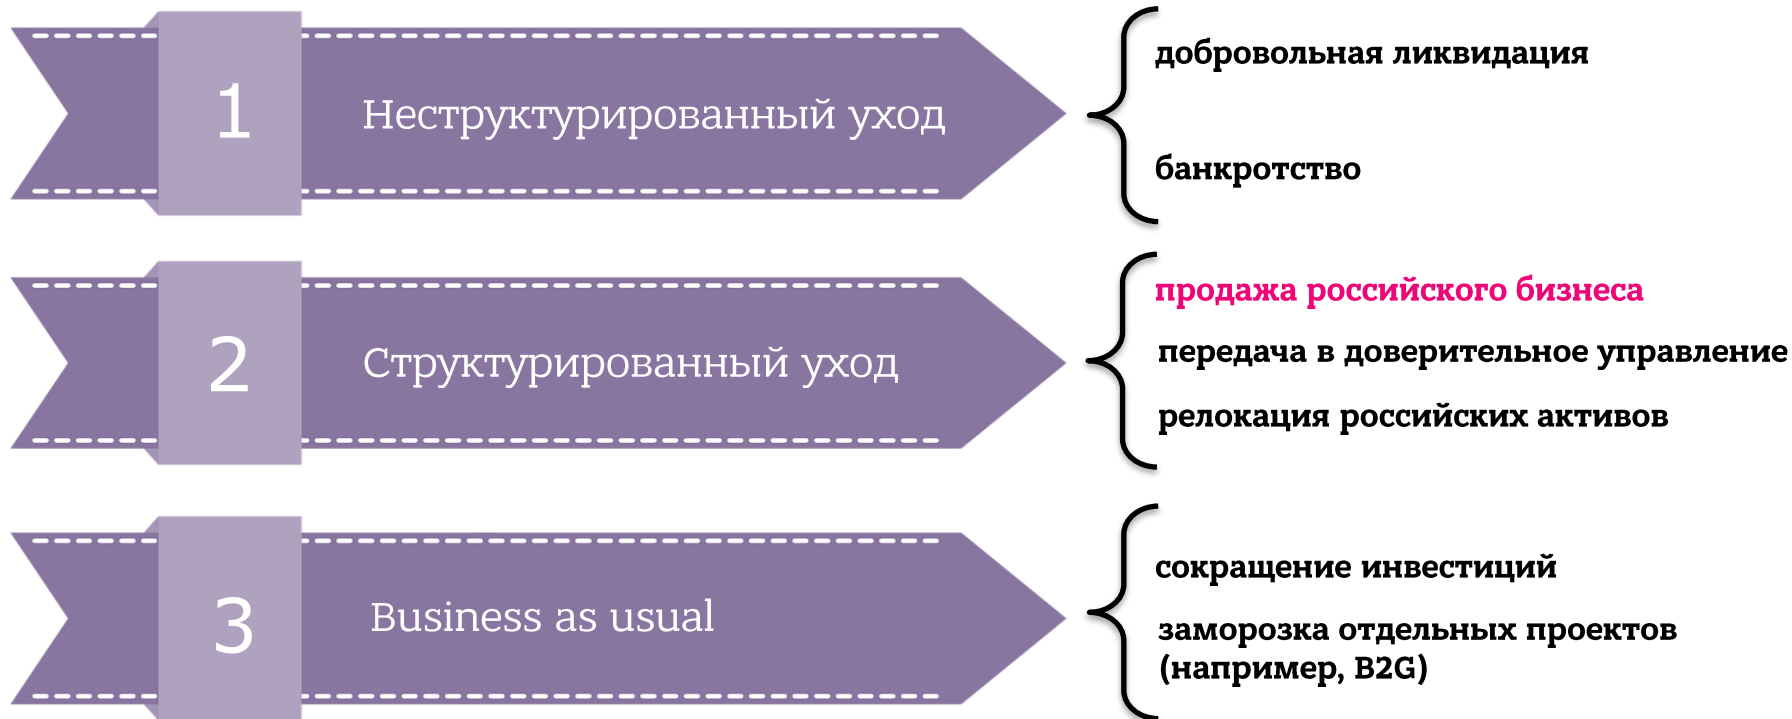 1
Неструктурированный уход
добровольная ликвидация
банкротство
2
Структурированный уход
продажа российского бизнеса
передача в доверительное управление
релокация российских активов
3
Business as usual
сокращение инвестиций
заморозка отдельных проектов
(например, B2G)